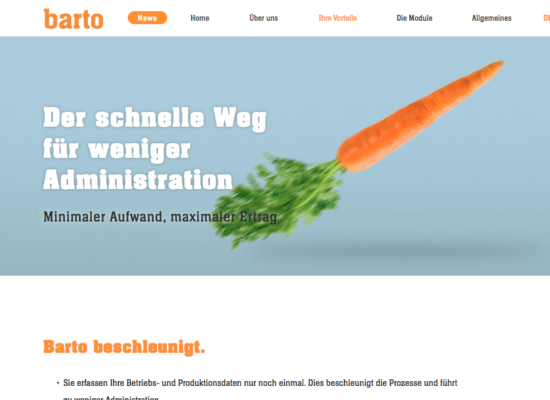 barto
News Home Über uns Ihre Vorteile Die Module Allgemeines
Der schnelle Weg
für weniger
Administration
Minimaler Aufwand, maximaler Ertrag
Barto beschleunigt.
• Sie erfassen Ihre Betriebs- und Produktionsdaten nur noch einmal. Dies beschleunigt die Prozesse und führt
zu weniger Administration.